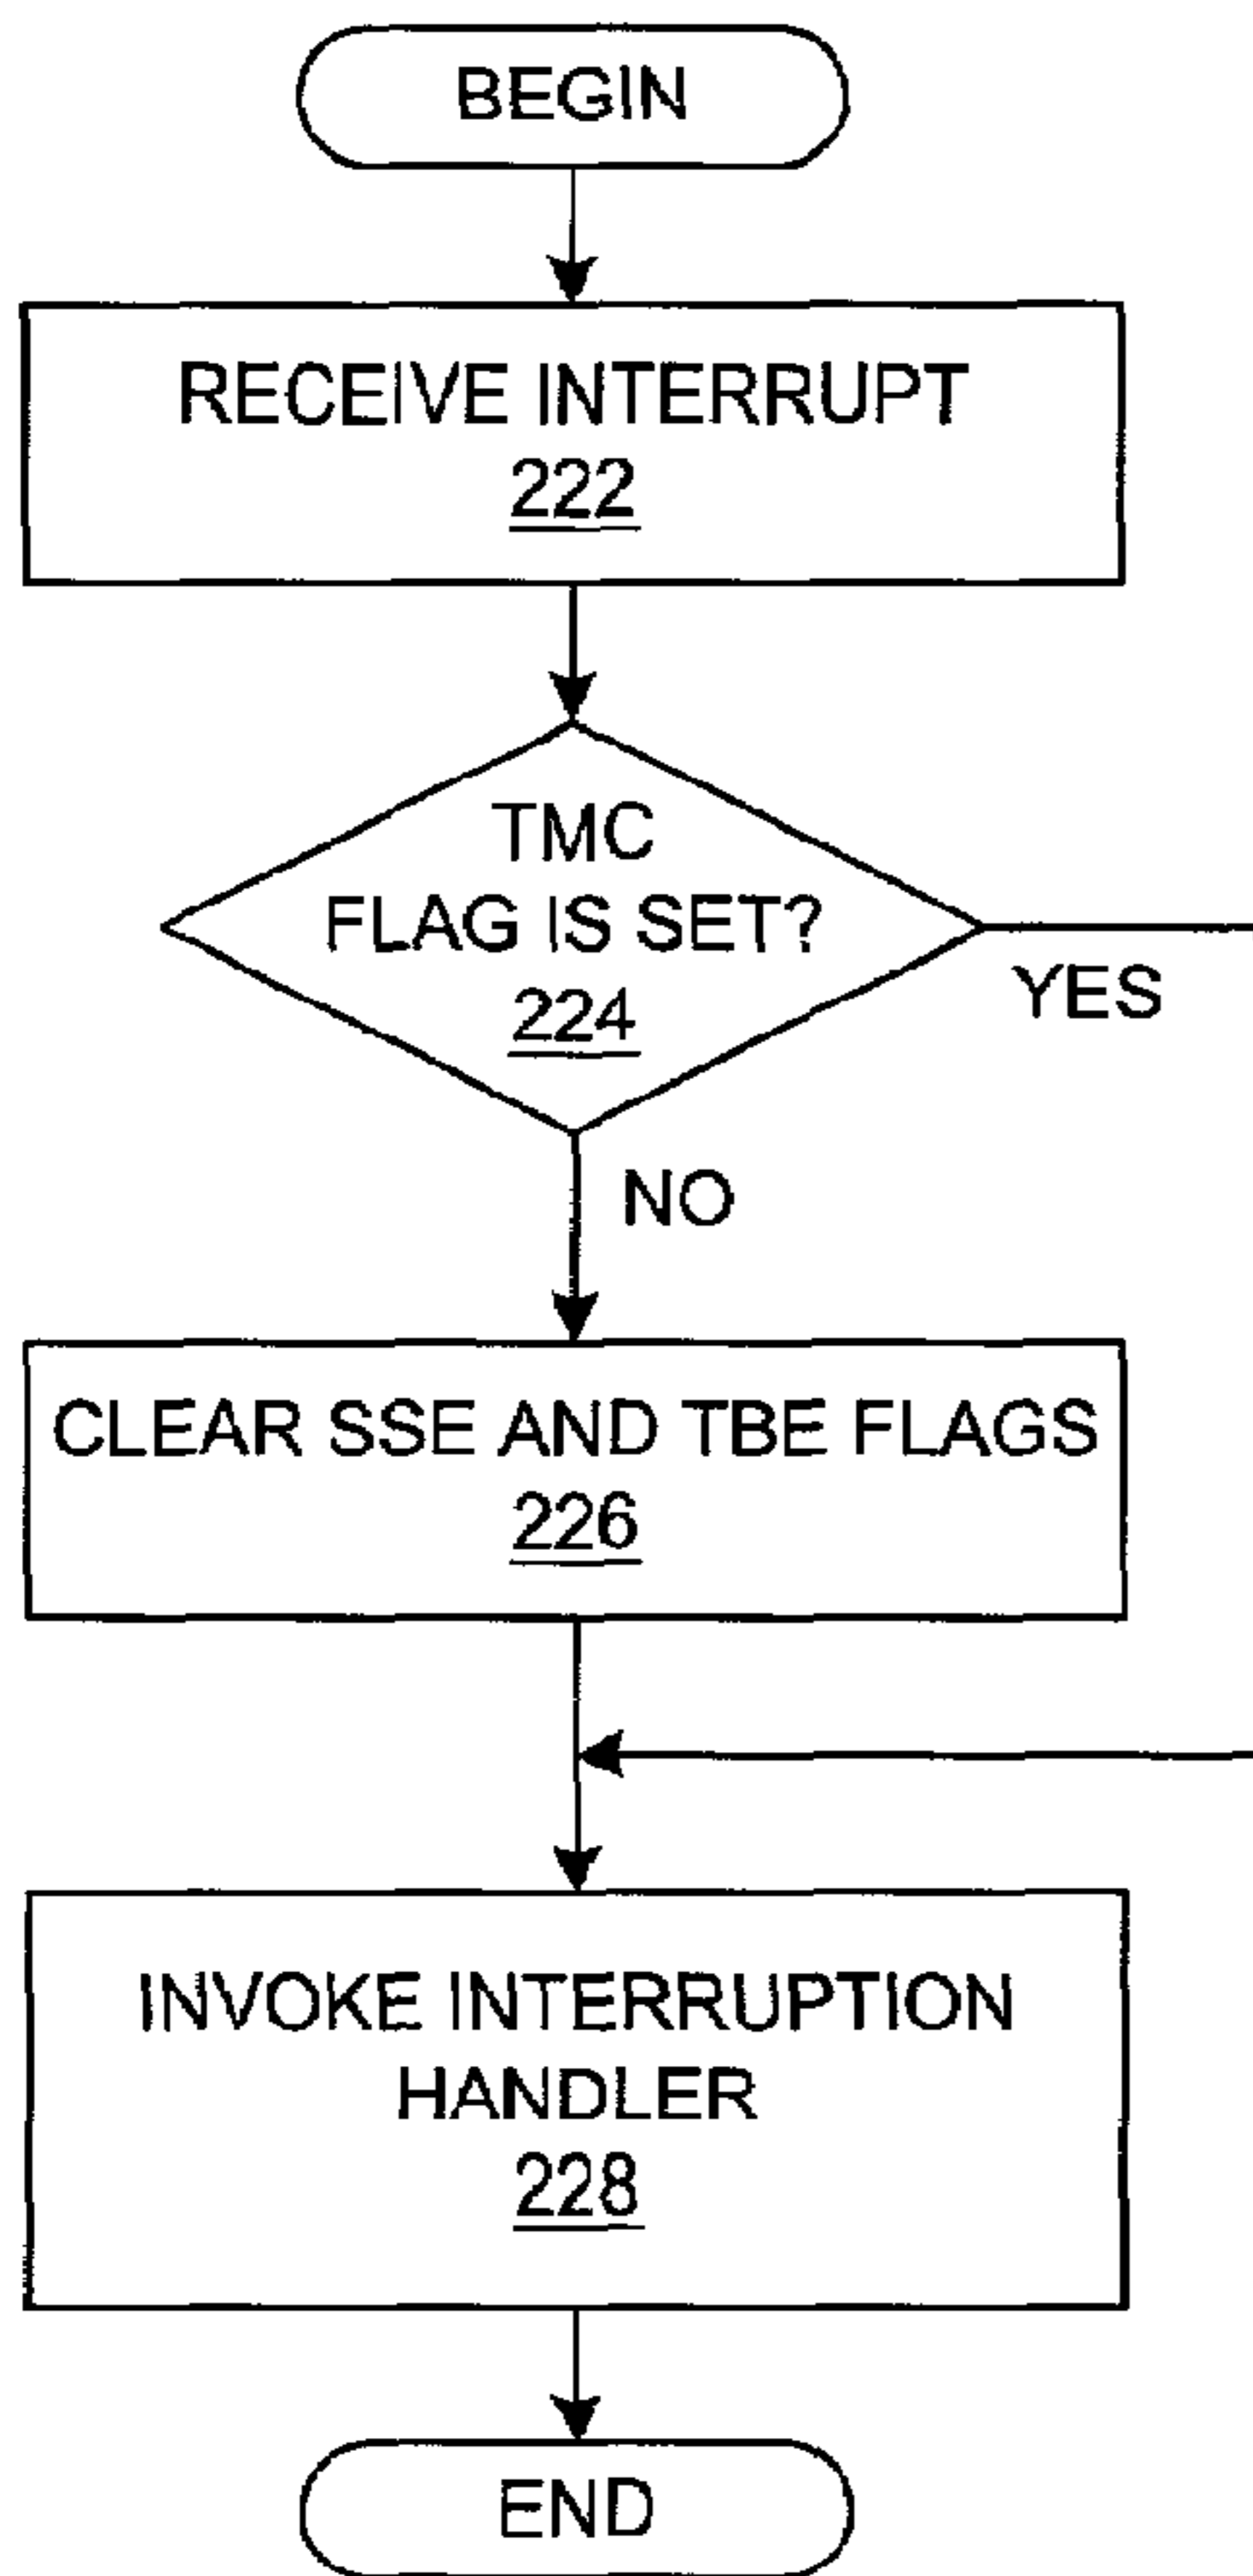 BEGIN
RECEIVE INTERRUPT
222
TMC
FLAG IS SET?
224
YES
NO
CLEAR SSE AND TBE FLAGS
226
INVOKE INTERRUPTION
HANDLER
228
END